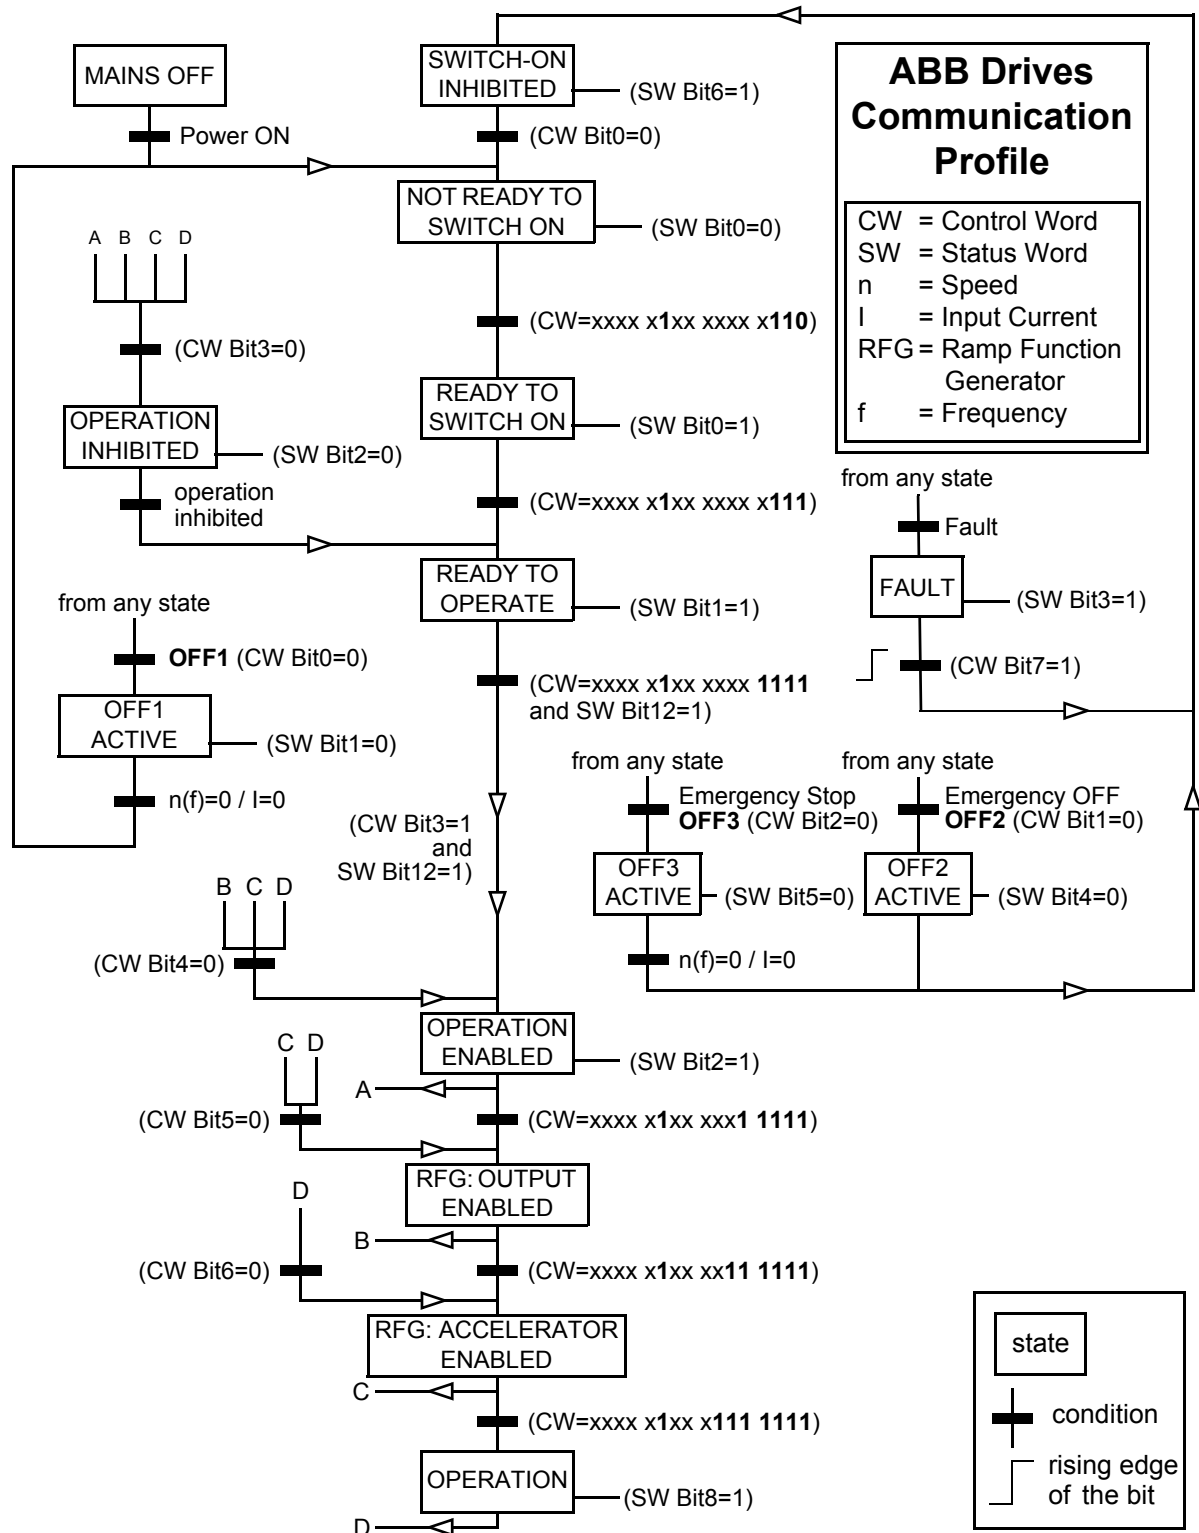 MAINS OFF
Power ON
SWITCH-ON
INHIBITED
(SW Bit6=1)
(CW Bit0=0)
NOT READY TO
SWITCH ON
(SW Bit0=0)
ABB Drives
Communication
Profile
CW = Control Word
SW = Status Word
n = Speed
I = Input Current
RFG = Ramp Function
Generator
f = Frequency
A B C D
(CW Bit3=0)
OPERATION
INHIBITED
(SW Bit2=0)
operation
inhibited
(CW=xxxx x1xx xxxx x110)
READY TO
SWITCH ON
(SW Bit0=1)
(CW=xxxx x1xx xxxx x111)
READY TO
OPERATE
(SW Bit1=1)
(CW=xxxx x1xx xxxx 1111
and SW Bit12=1)
from any state
Fault
FAULT
(SW Bit3=1)
(CW Bit7=1)
from any state
OFF1 (CW Bit0=0)
OFF1
ACTIVE
(SW Bit1=0)
n(f)=0 / I=0
(CW Bit3=1
and
SW Bit12=1)
from any state
Emergency Stop
OFF3 (CW Bit2=0)
OFF3
ACTIVE
(SW Bit5=0)
n(f)=0 / I=0
from any state
Emergency OFF
OFF2 (CW Bit1=0)
OFF2
ACTIVE
(SW Bit4=0)
B C D
(CW Bit4=0)
OPERATION
ENABLED
(SW Bit2=1)
A
C D
(CW Bit5=0)
(CW=xxxx x1xx xxx1 1111)
RFG: OUTPUT
ENABLED
B
D
(CW Bit6=0)
(CW=xxxx x1xx xx11 1111)
RFG: ACCELERATOR
ENABLED
C
(CW=xxxx x1xx x111 1111)
OPERATION
(SW Bit8=1)
D
state
condition
rising edge
of the bit